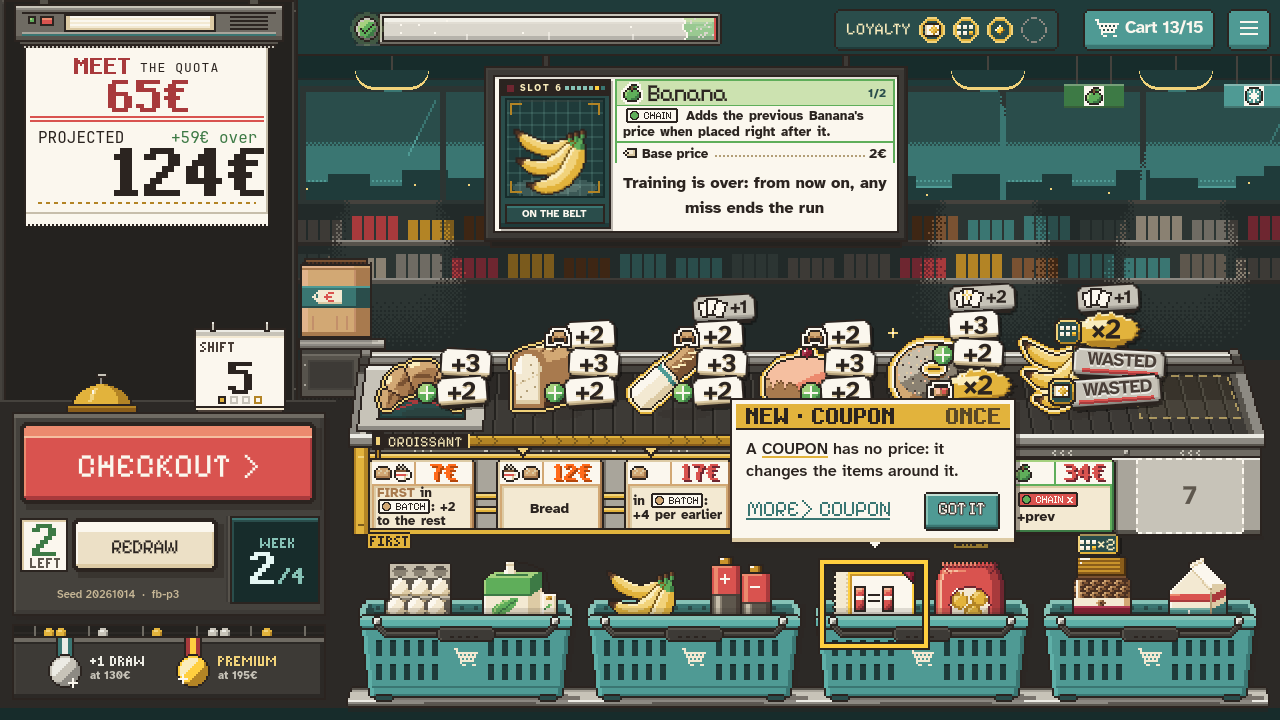 MEET THE QUOTA
65€
PROJECTED +59€ over
124€
SHIFT
5
CHECKOUT >
2 LEFT
REDRAW
WEEK
2/4
Seed 20261014 · fb-p3
+1 DRAW
at 130€
PREMIUM
at 195€
LOYALTY
Cart 13/15
SLOT 6
ON THE BELT
Banana 1/2
CHAIN Adds the previous Banana's
price when placed right after it.
Base price 2€
Training is over: from now on, any
miss ends the run
+3
+2
+2
+3
+2
+1
+2
+3
+2
+2
+3
+2
+2
+3
+2
×2
+1
×2
WASTED
WASTED
CROISSANT
7€
FIRST in
BATCH: +2
to the rest
FIRST
12€
Bread
17€
in BATCH:
+4 per earlier
34€
CHAIN x
+prev
7
×2
NEW · COUPON ONCE
A COUPON has no price: it
changes the items around it.
MORE > COUPON
GOT IT